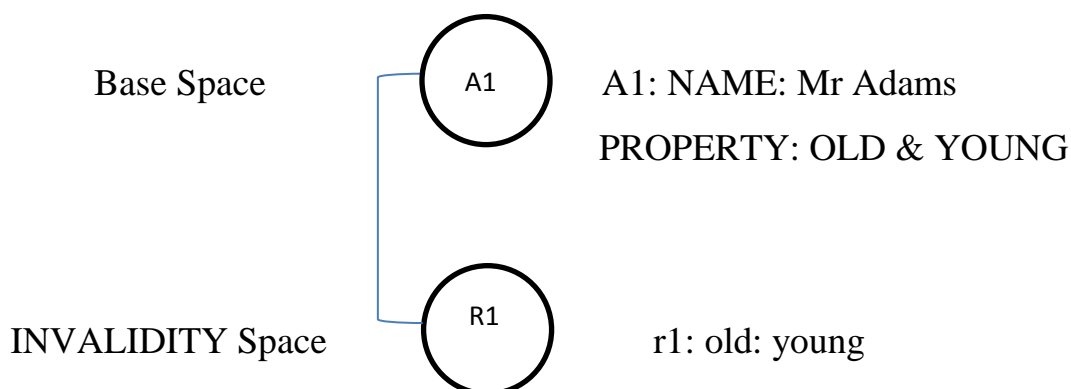 Base Space A1 A1: NAME: Mr Adams
PROPERTY: OLD & YOUNG
INVALIDITY Space R1 r1: old: young